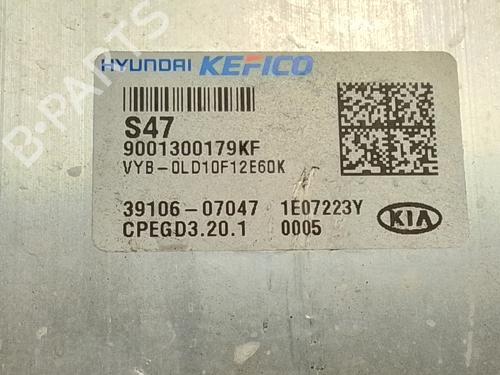 HYUNDAI KEFICO
S47
9001300179KF
VYB-0LD10F12E60K
39106-07047 1E07223Y
CPEGD3.20.1 0005 KIA
B-PARTS